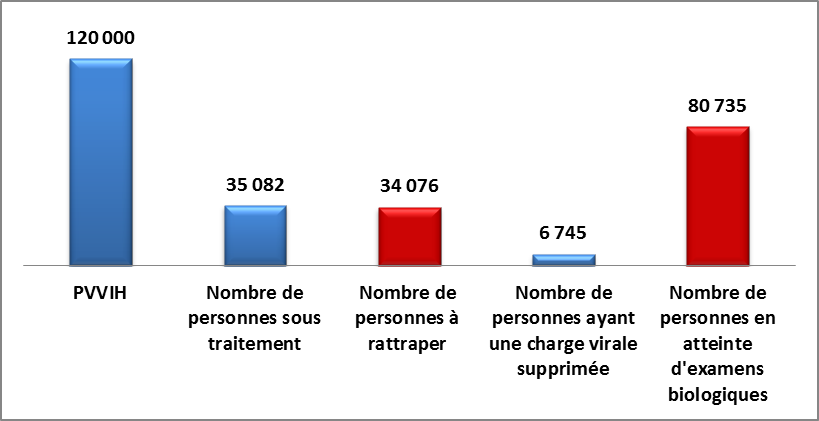 120 000
35 082
34 076
6 745
80 735
PVVIH
Nombre de
personnes sous
traitement
Nombre de
personnes à
rattraper
Nombre de
personnes ayant
une charge virale
supprimée
Nombre de
personnes en
atteinte
d'examens
biologiques